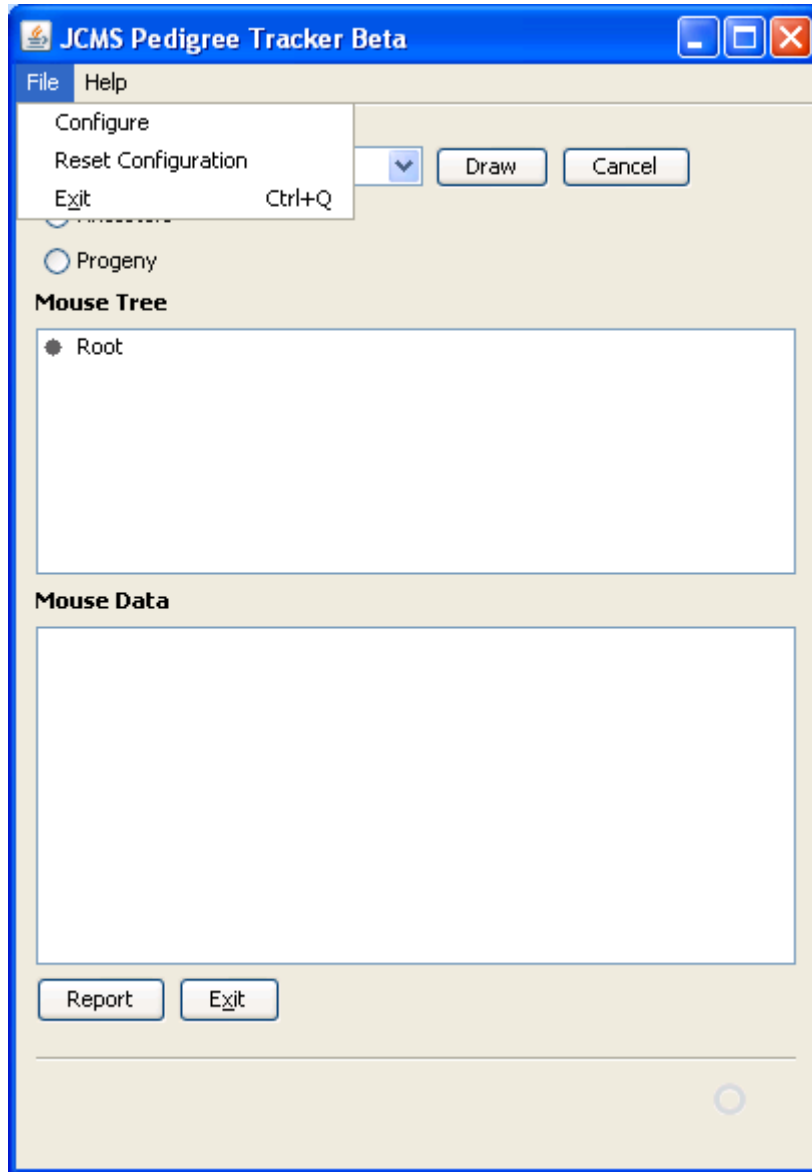 JCMS Pedigree Tracker Beta
File Help
Configure
Reset Configuration
Draw Cancel
Exit Ctrl+Q
Progeny
Mouse Tree
Root
Mouse Data
Report Exit